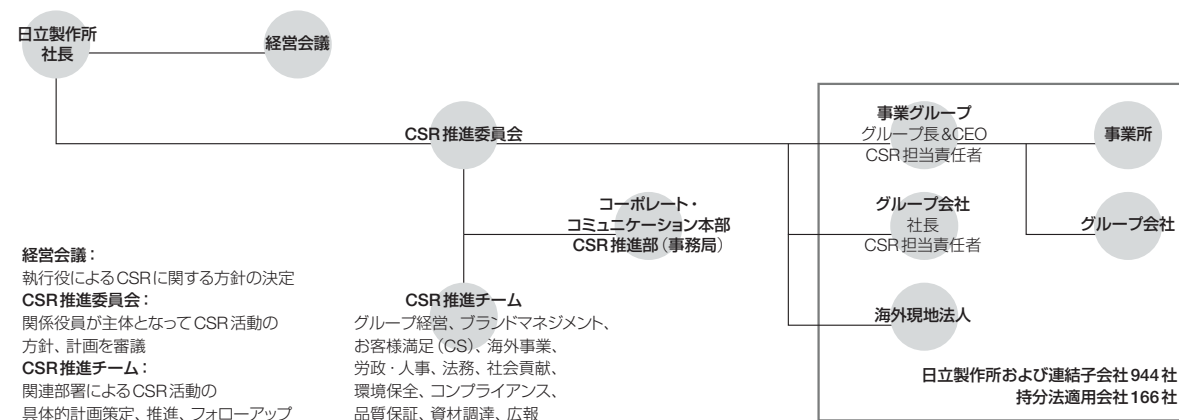 日立製作所
社長
経営会議
CSR推進委員会
コーポレート・
コミュニケーション本部
CSR推進部（事務局）
CSR推進チーム
グループ経営、ブランドマネジメント、
お客様満足（CS）、海外事業、
労政・人事、法務、社会貢献、
環境保全、コンプライアンス、
品質保証、資材調達、広報
事業グループ
グループ長&CEO
CSR担当責任者
事業所
グループ会社
社長
CSR担当責任者
グループ会社
海外現地法人
日立製作所および連結子会社944社
持分法適用会社166社
経営会議：
執行役によるCSRに関する方針の決定
CSR推進委員会：
関係役員が主体となってCSR活動の
方針、計画を審議
CSR推進チーム：
関連部署によるCSR活動の
具体的計画策定、推進、フォローアップ